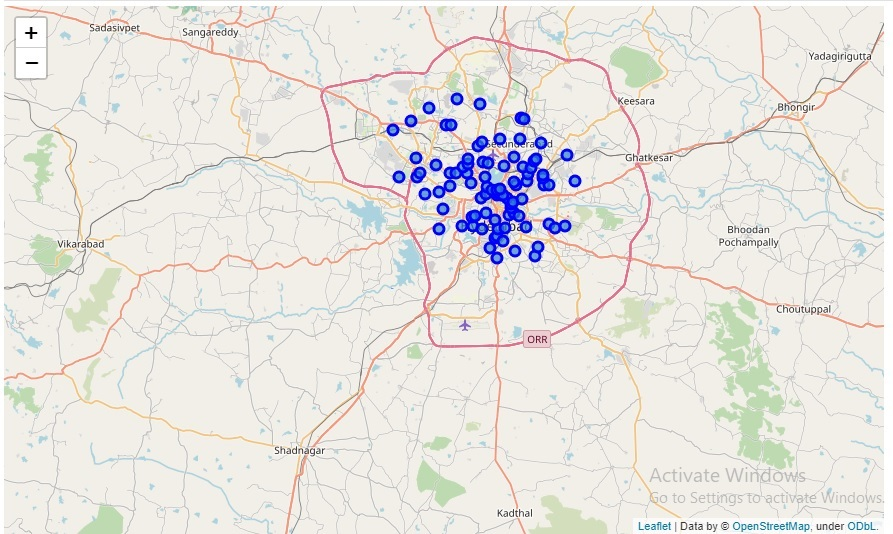 +
−
Sadasivpet
Sangareddy
Yadagirigutta
Keesara
Bhongir
Ghatkesar
Vikarabad
Bhoodan
Pochampally
Choutuppal
ORR
Shadnagar
Kadthal
Activate Windows
Go to Settings to activate Windows.
Leaflet | Data by © OpenStreetMap, under ODbL.